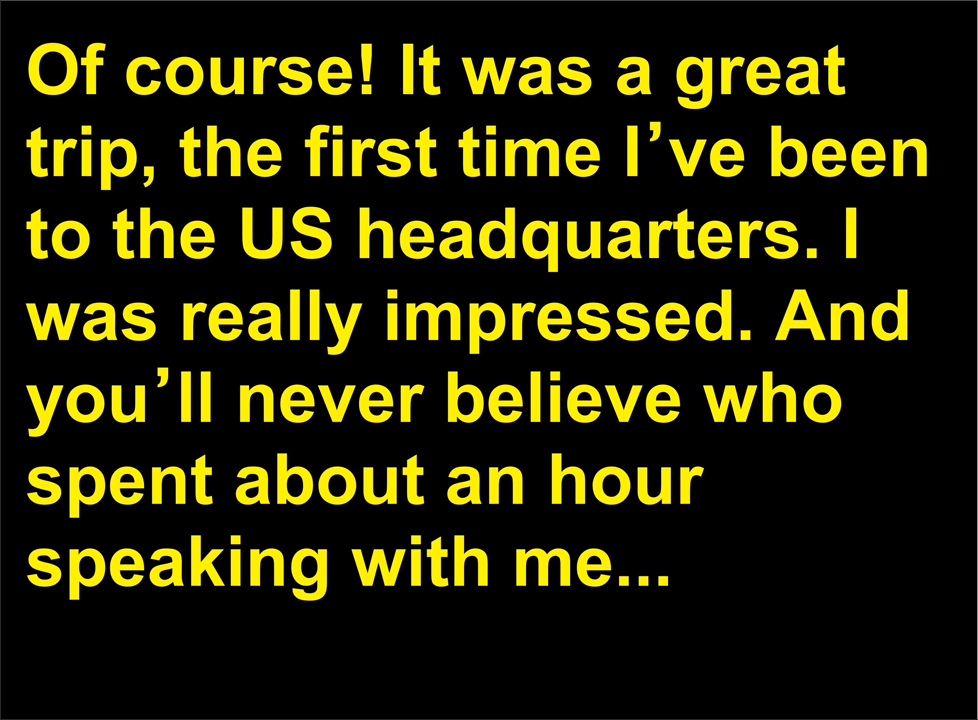 Of course! It was a great
trip, the first time I’ve been
to the US headquarters. I
was really impressed. And
you’ll never believe who
spent about an hour
speaking with me...